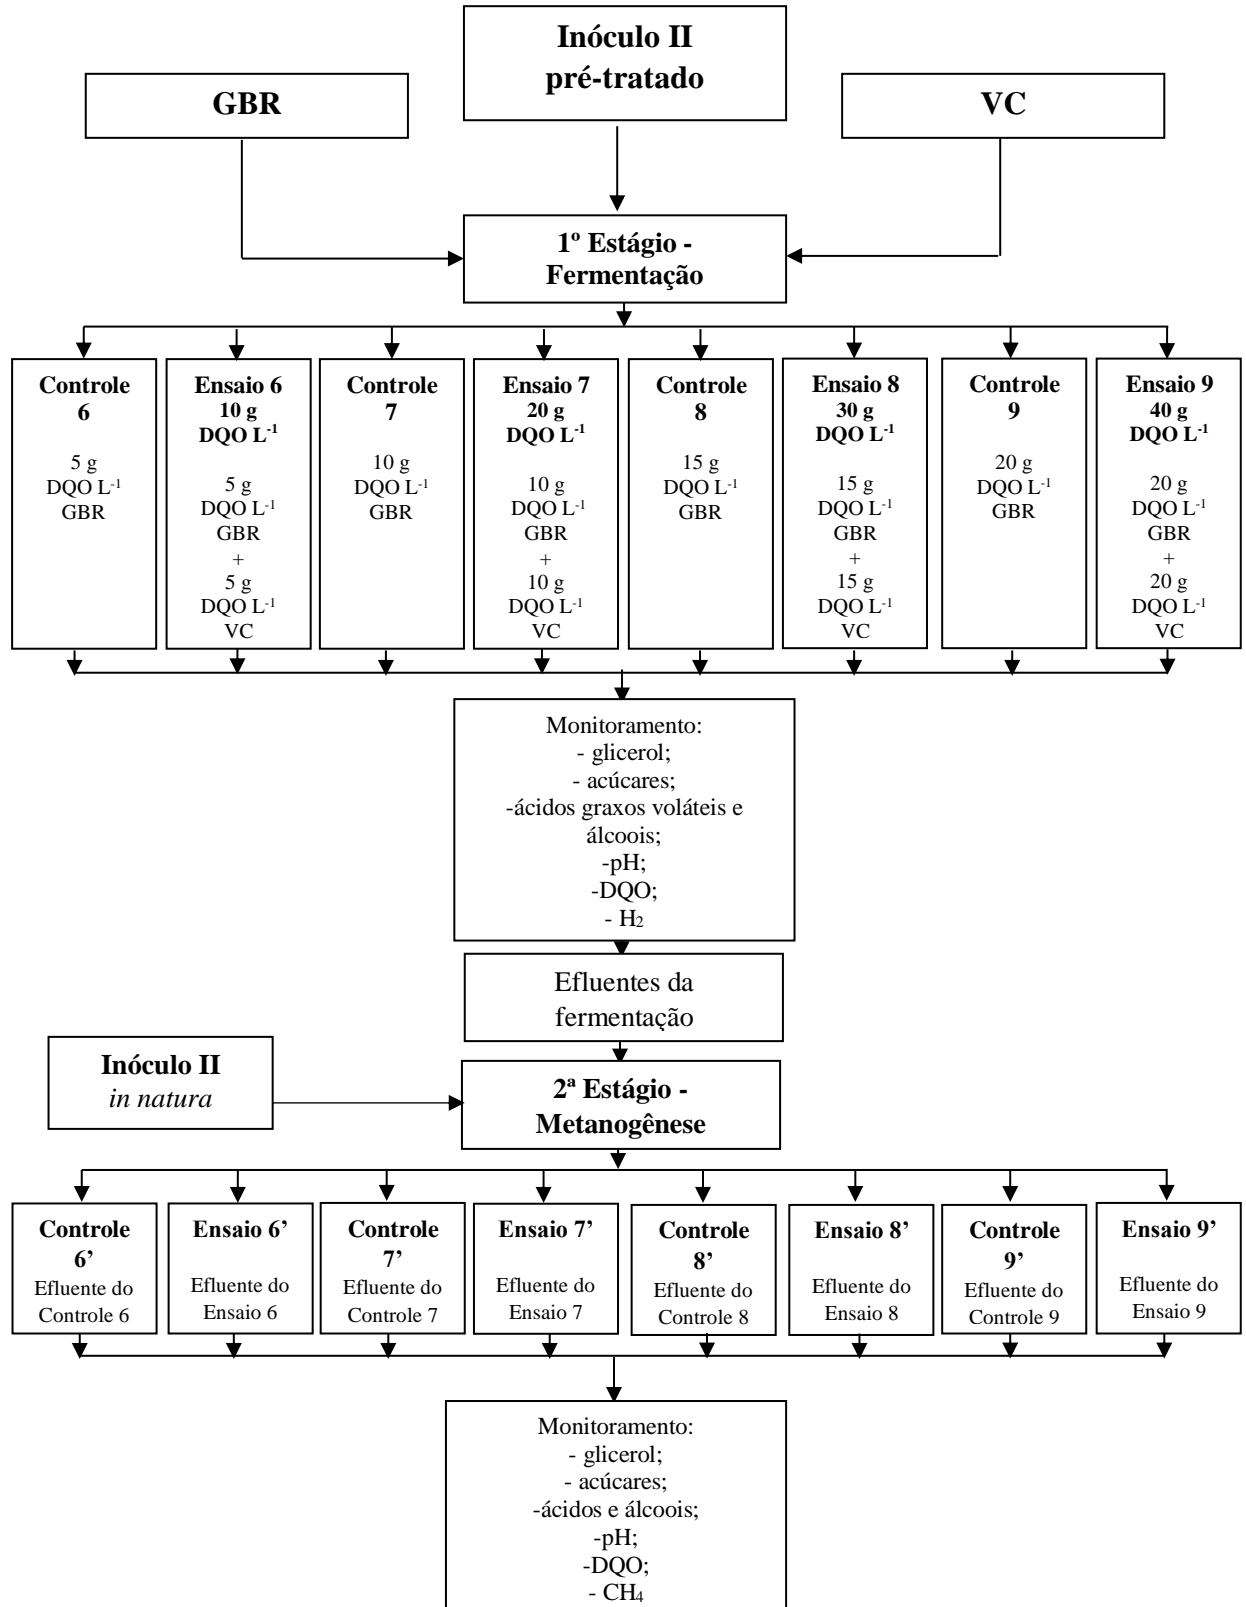 Inóculo II
pré-tratado
GBR
VC
1º Estágio -
Fermentação
Controle
6
5 g
DQO L⁻¹
GBR
Ensaio 6
10 g
DQO L⁻¹
5 g
DQO L⁻¹
GBR
+
5 g
DQO L⁻¹
VC
Controle
7
10 g
DQO L⁻¹
GBR
Ensaio 7
20 g
DQO L⁻¹
10 g
DQO L⁻¹
GBR
+
10 g
DQO L⁻¹
VC
Controle
8
15 g
DQO L⁻¹
GBR
Ensaio 8
30 g
DQO L⁻¹
15 g
DQO L⁻¹
GBR
+
15 g
DQO L⁻¹
VC
Controle
9
20 g
DQO L⁻¹
GBR
Ensaio 9
40 g
DQO L⁻¹
20 g
DQO L⁻¹
GBR
+
20 g
DQO L⁻¹
VC
Monitoramento:
- glicerol;
- acúcares;
-ácidos graxos voláteis e
álcoois;
-pH;
-DQO;
- H₂
Efluentes da
fermentação
Inóculo II
in natura
2ª Estágio -
Metanogênese
Controle
6’
Efluente do
Controle 6
Ensaio 6’
Efluente do
Ensaio 6
Controle
7’
Efluente do
Controle 7
Ensaio 7’
Efluente do
Ensaio 7
Controle
8’
Efluente do
Controle 8
Ensaio 8’
Efluente do
Ensaio 8
Controle
9’
Efluente do
Controle 9
Ensaio 9’
Efluente do
Ensaio 9
Monitoramento:
- glicerol;
- acúcares;
-ácidos e álcoois;
-pH;
-DQO;
- CH₄